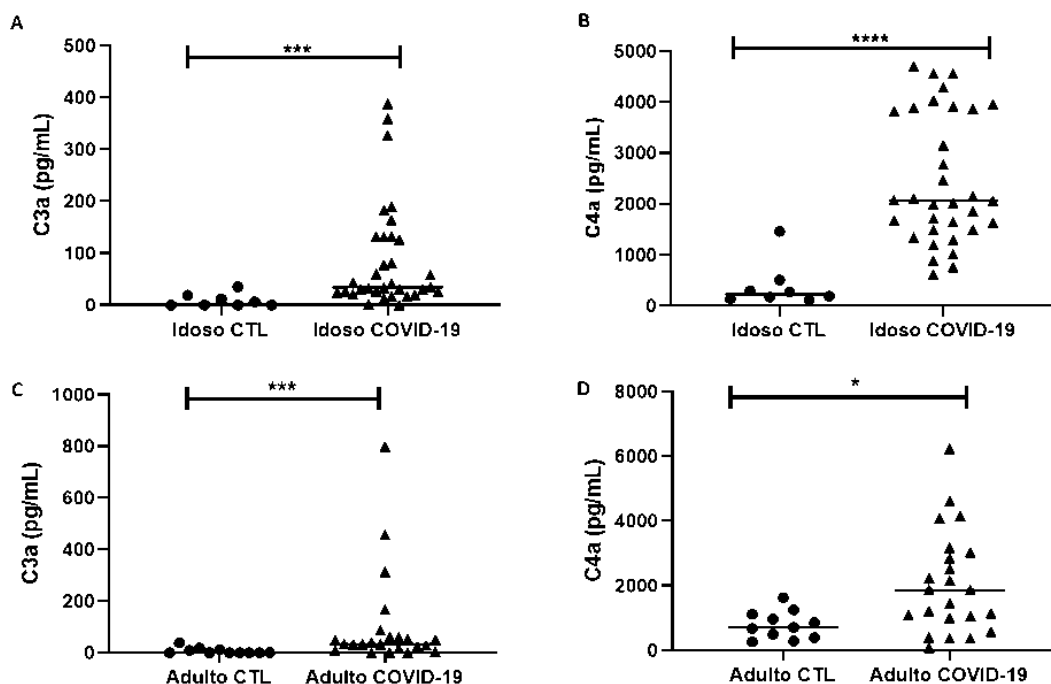 A
C3a (pg/mL)
500
400
300
200
100
0
***
Idoso CTL
Idoso COVID-19
B
C4a (pg/mL)
5000
4000
3000
2000
1000
0
****
Idoso CTL
Idoso COVID-19
C
C3a (pg/mL)
1000
800
600
400
200
0
***
Adulto CTL
Adulto COVID-19
D
C4a (pg/mL)
8000
6000
4000
2000
0
*
Adulto CTL
Adulto COVID-19